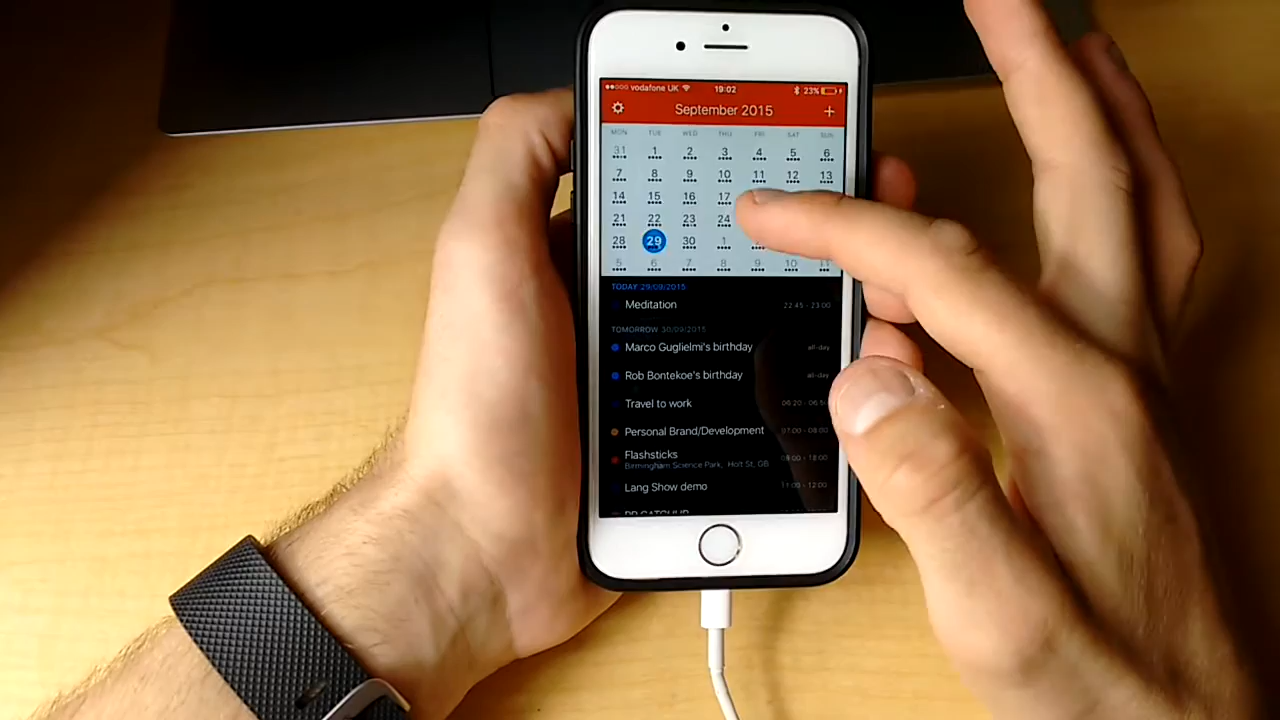 vodafone UK 19:02 23%
September 2015 +
MON TUE WED THU FRI SAT SUN
31 1 2 3 4 5 6
7 8 9 10 11 12 13
14 15 16 17
21 22 23 24
28 29 30 1
5 6 7 8 9 10 11
TODAY 29/09/2015
Meditation 22:45 - 23:00
TOMORROW 30/09/2015
Marco Guglielmi's birthday all-day
Rob Bontekoe's birthday all-day
Travel to work 06:20 - 06:5
Personal Brand/Development 07:00 - 08:00
Flashsticks 08:00 - 18:00
Birmingham Science Park, Holt St, GB
Lang Show demo 11:00 - 12:00